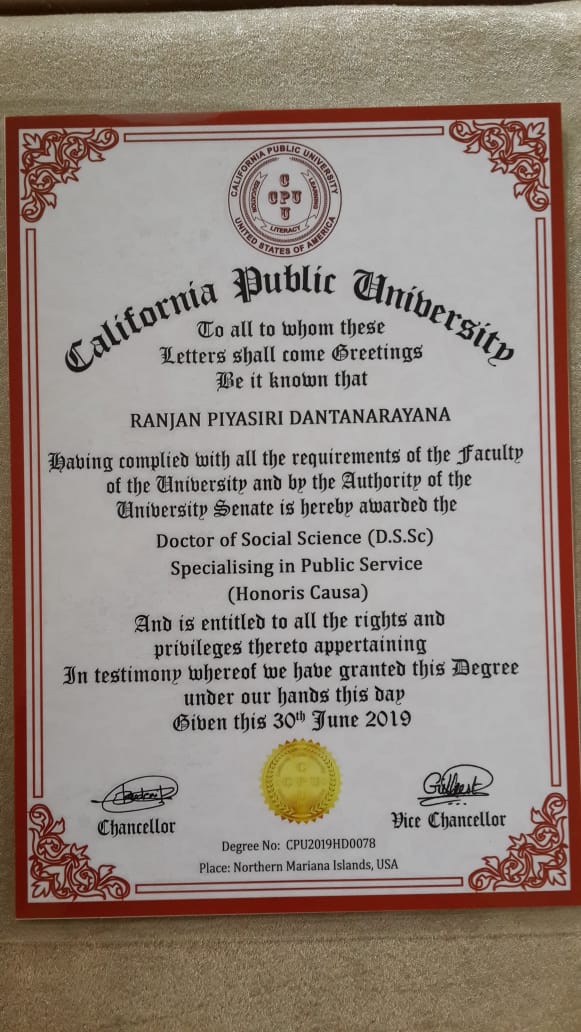 CALIFORNIA PUBLIC UNIVERSITY
EDUCATION
LEARNING
C
CPU
U
LITERACY
UNITED STATES OF AMERICA
California Public University
To all to whom these
Letters shall come Greetings
Be it known that
RANJAN PIYASIRI DANTANARAYANA
Having complied with all the requirements of the Faculty
of the University and by the Authority of the
University Senate is hereby awarded the
Doctor of Social Science (D.S.Sc)
Specialising in Public Service
(Honoris Causa)
And is entitled to all the rights and
privileges thereto appertaining
In testimony whereof we have granted this Degree
under our hands this day
Given this 30th June 2019
C
CPU
Chancellor
Vice Chancellor
Degree No: CPU2019HD0078
Place: Northern Mariana Islands, USA